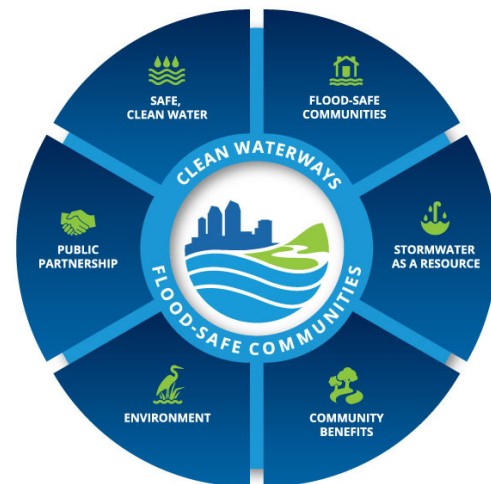 SAFE,
CLEAN WATER
FLOOD-SAFE
COMMUNITIES
CLEAN WATERWAYS
PUBLIC
PARTNERSHIP
STORMWATER
AS A RESOURCE
FLOOD-SAFE COMMUNITIES
ENVIRONMENT
COMMUNITY
BENEFITS